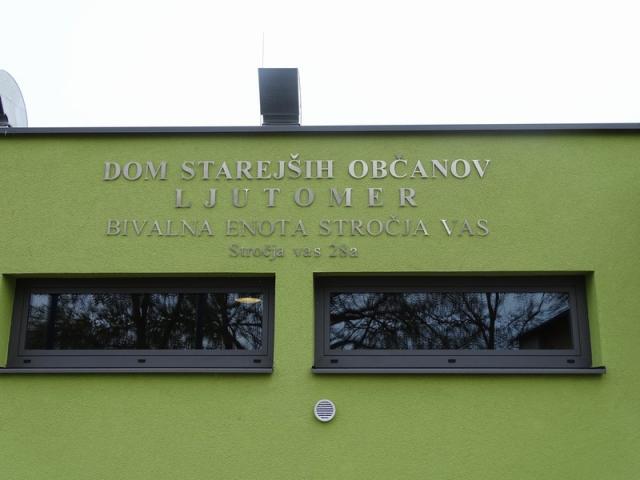 DOM STAREJŠIH OBČANOV
LJUTOMER
BIVALNA ENOTA STROČJA VAS
Stročja vas 28a